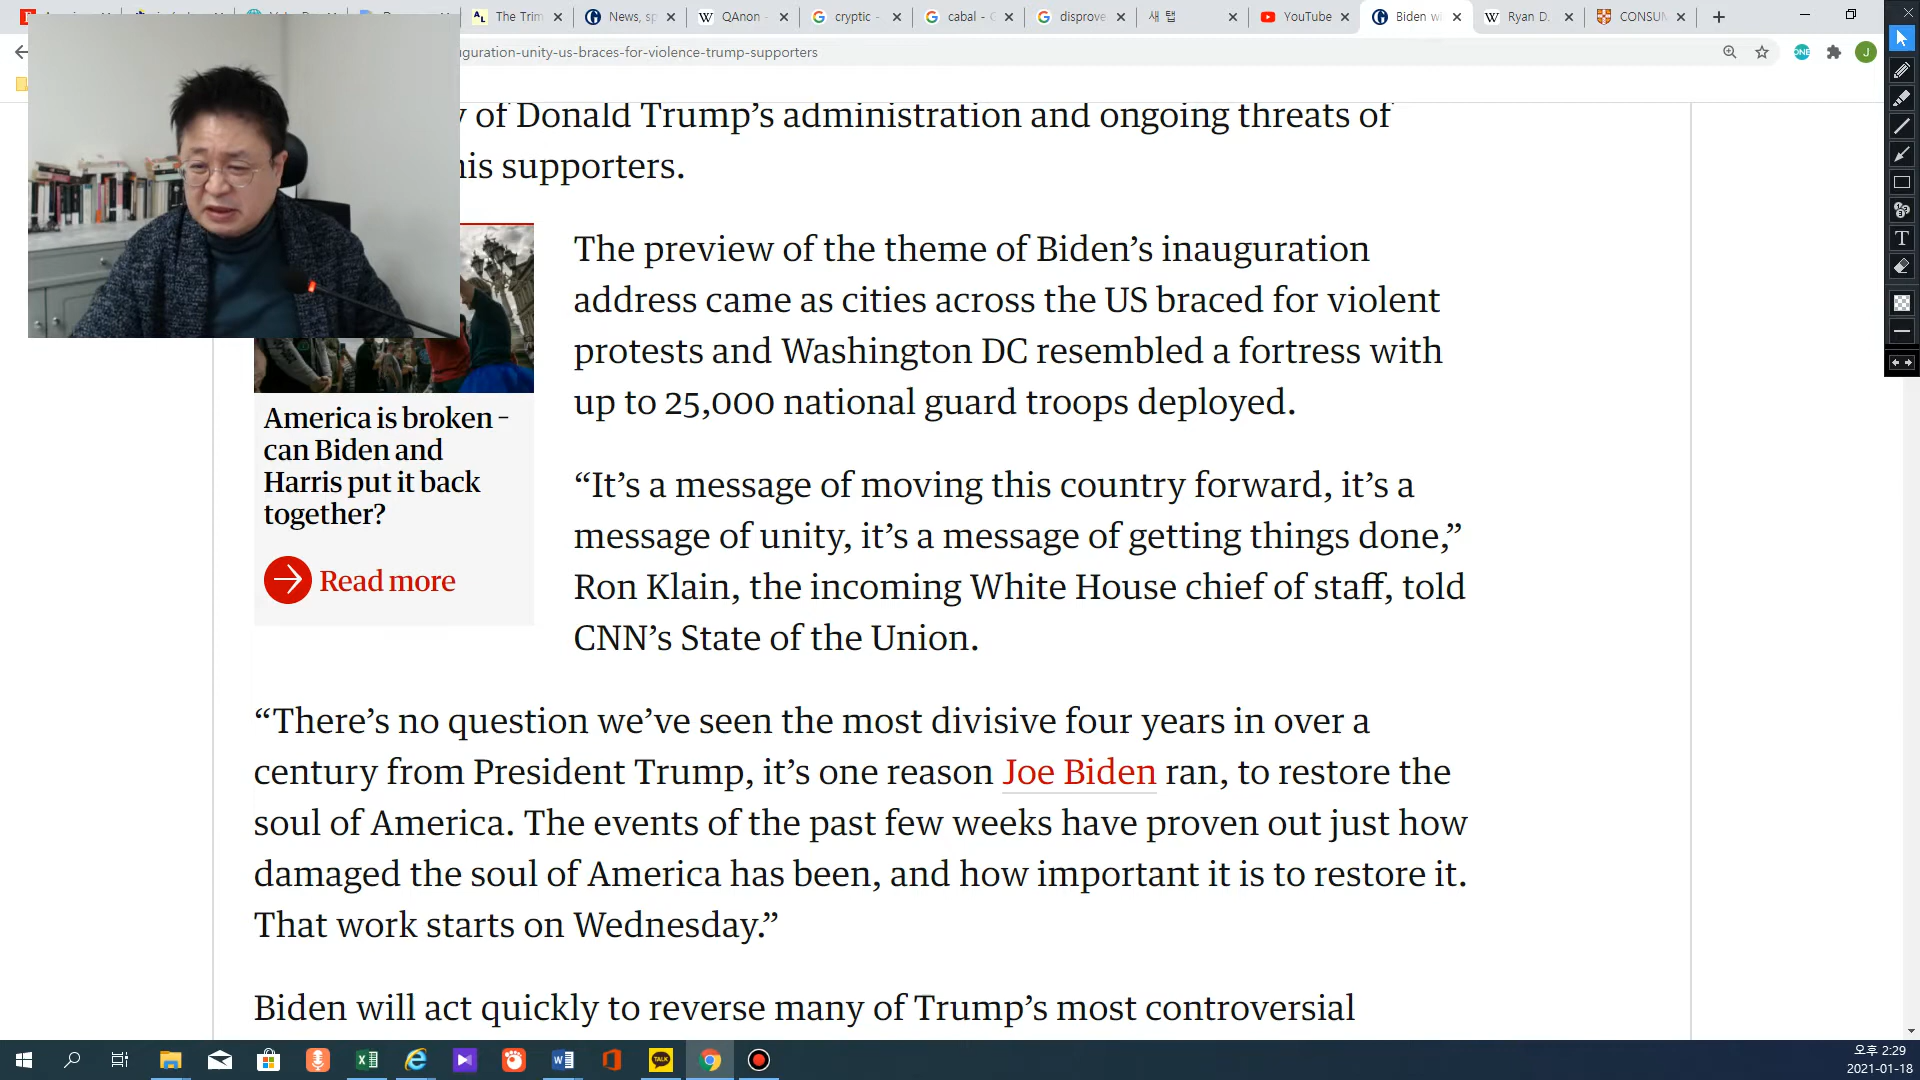 The Trim
News, sp
QAnon -
cryptic -
cabal - G
disprove
새 탭
YouTube
Biden w
Ryan D.
CONSUM
guration-unity-us-braces-for-violence-trump-supporters
J
of Donald Trump’s administration and ongoing threats of
his supporters.
The preview of the theme of Biden’s inauguration
address came as cities across the US braced for violent
protests and Washington DC resembled a fortress with
up to 25,000 national guard troops deployed.
America is broken –
can Biden and
Harris put it back
together?
Read more
“It’s a message of moving this country forward, it’s a
message of unity, it’s a message of getting things done,”
Ron Klain, the incoming White House chief of staff, told
CNN’s State of the Union.
“There’s no question we’ve seen the most divisive four years in over a
century from President Trump, it’s one reason Joe Biden ran, to restore the
soul of America. The events of the past few weeks have proven out just how
damaged the soul of America has been, and how important it is to restore it.
That work starts on Wednesday.”
Biden will act quickly to reverse many of Trump’s most controversial
TALK
오후 2:29
2021-01-18